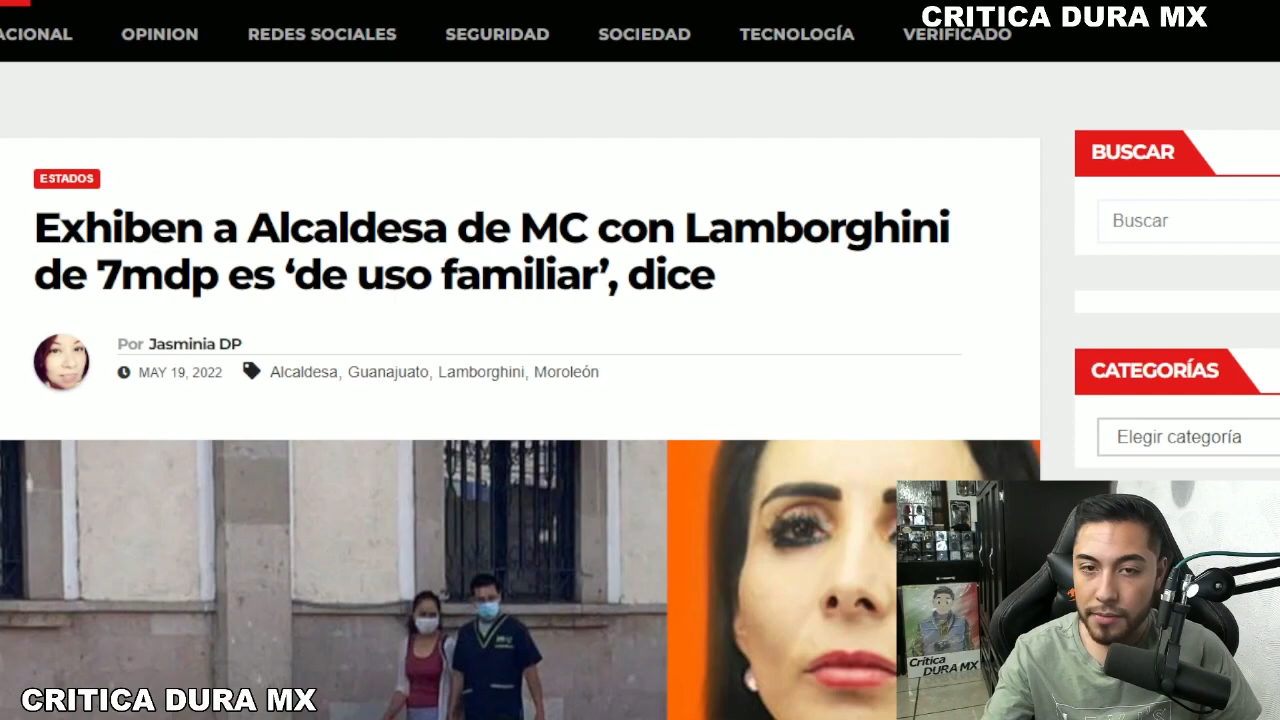 CRITICA DURA MX
ACIONAL OPINION REDES SOCIALES SEGURIDAD SOCIEDAD TECNOLOGÍA VERIFICADO
ESTADOS
Exhiben a Alcaldesa de MC con Lamborghini
de 7mdp es ‘de uso familiar’, dice
Por Jasminia DP
MAY 19, 2022 Alcaldesa, Guanajuato, Lamborghini, Moroleón
BUSCAR
Buscar
CATEGORÍAS
Elegir categoría
Crítica
DURA MX
CRITICA DURA MX